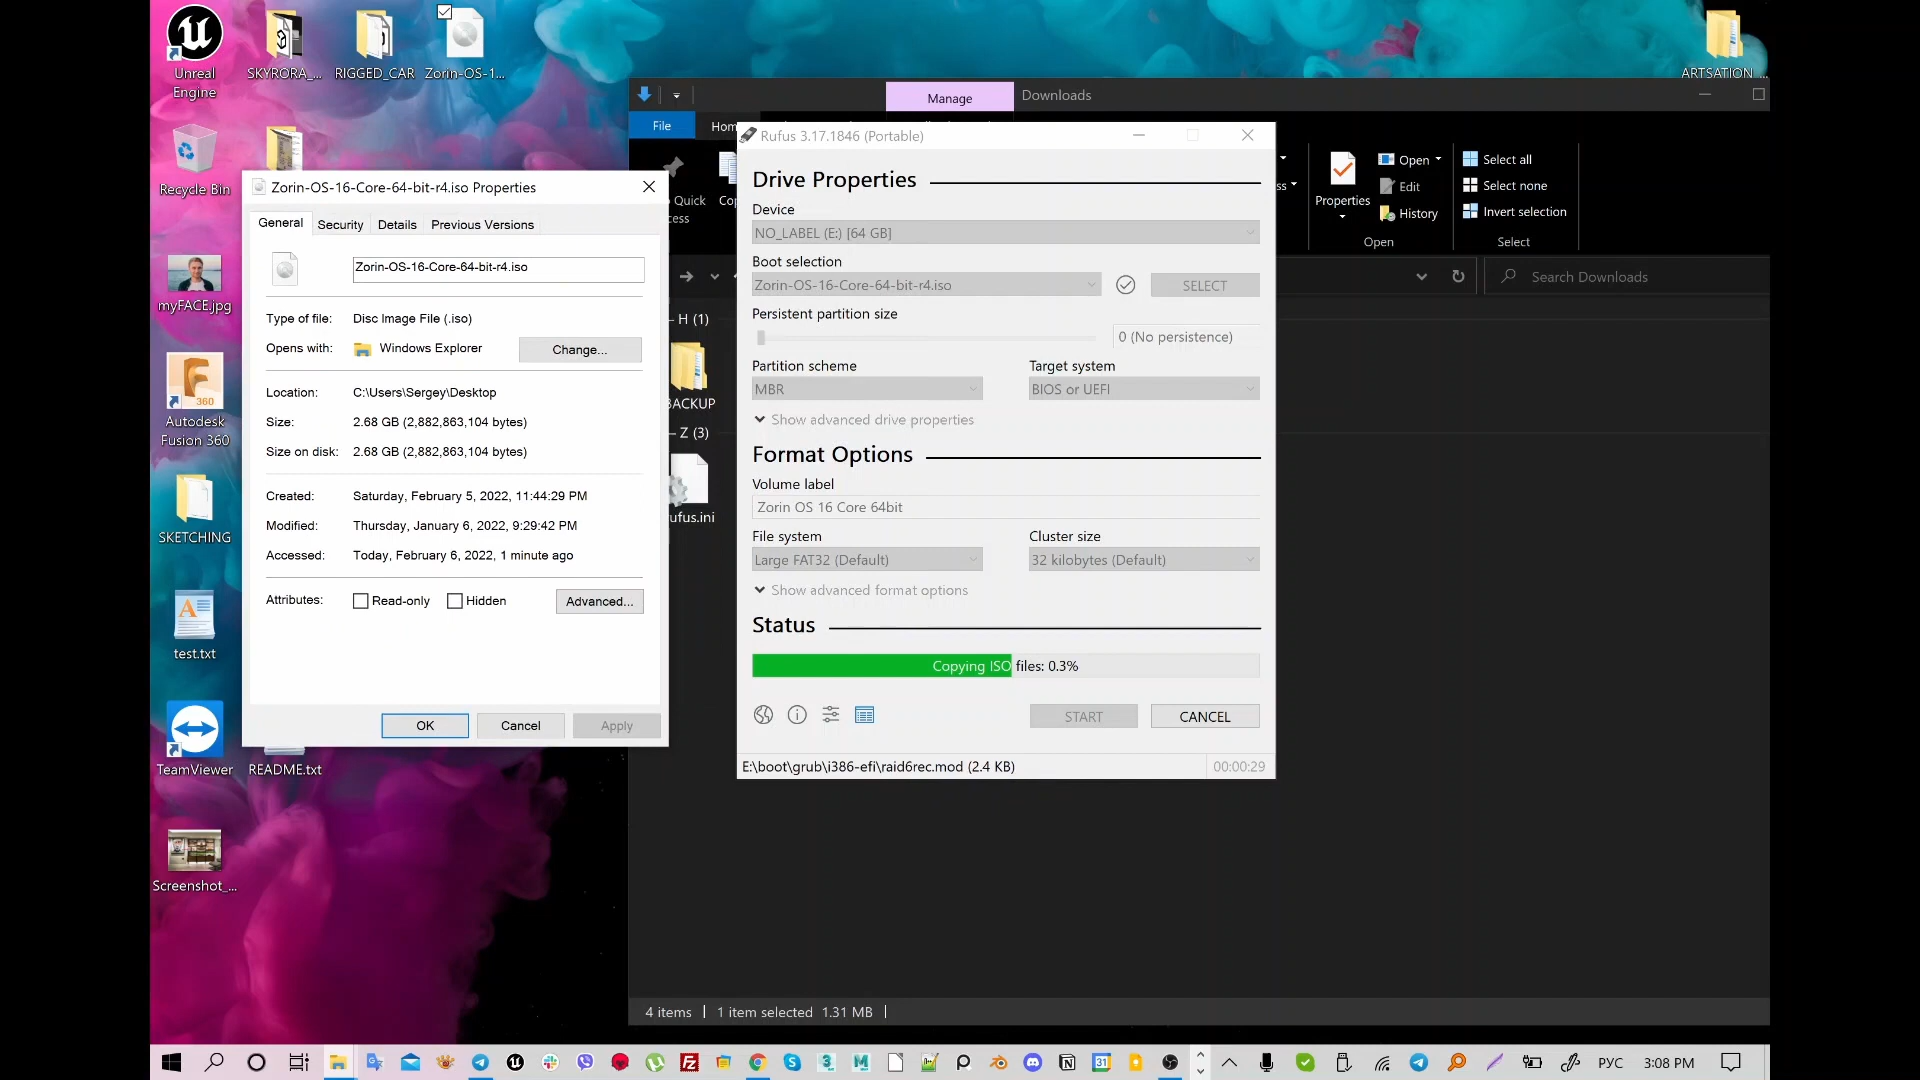 Unreal
Engine
SKYRORA_...
RIGGED_CAR
Zorin-OS-1...
ARTSATION_...
Recycle Bin
myFACE.jpg
360
Autodesk
Fusion 360
SKETCHING
test.txt
TeamViewer
README.txt
Screenshot_...
Zorin-OS-16-Core-64-bit-r4.iso Properties
General
Security
Details
Previous Versions
Zorin-OS-16-Core-64-bit-r4.iso
Type of file: Disc Image File (.iso)
Opens with: Windows Explorer
Change...
Location: C:\Users\Sergey\Desktop
Size: 2.68 GB (2,882,863,104 bytes)
Size on disk: 2.68 GB (2,882,863,104 bytes)
Created: Saturday, February 5, 2022, 11:44:29 PM
Modified: Thursday, January 6, 2022, 9:29:42 PM
Accessed: Today, February 6, 2022, 1 minute ago
Attributes: Read-only Hidden Advanced...
OK Cancel Apply
Manage
Downloads
File
Hom
Quick
cess
Cop
ss
Properties
Open
Edit
History
Open
Select all
Select none
Invert selection
Select
Search Downloads
– H (1)
BACKUP
– Z (3)
rufus.ini
Rufus 3.17.1846 (Portable)
Drive Properties
Device
NO_LABEL (E:) [64 GB]
Boot selection
Zorin-OS-16-Core-64-bit-r4.iso
SELECT
Persistent partition size
0 (No persistence)
Partition scheme
Target system
MBR
BIOS or UEFI
Show advanced drive properties
Format Options
Volume label
Zorin OS 16 Core 64bit
File system
Cluster size
Large FAT32 (Default)
32 kilobytes (Default)
Show advanced format options
Status
Copying ISO files: 0.3%
START
CANCEL
E:\boot\grub\i386-efi\raid6rec.mod (2.4 KB)
00:00:29
4 items
1 item selected 1.31 MB
31
РУС
3:08 PM